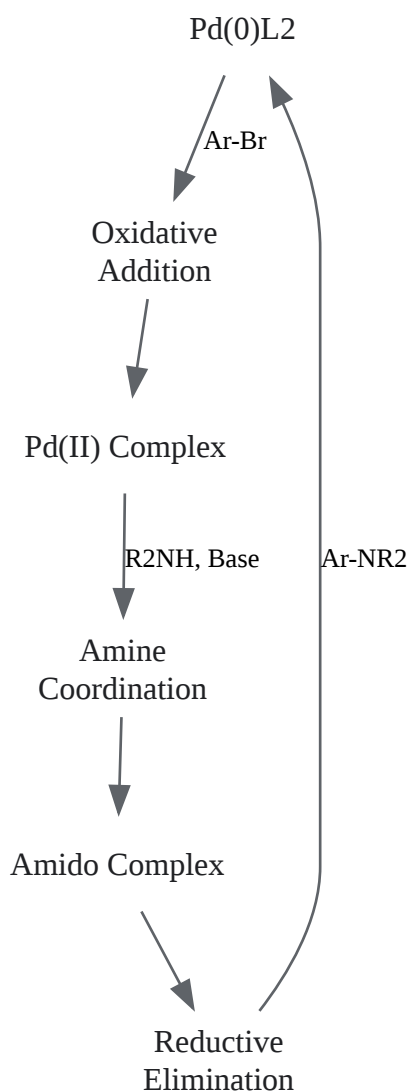 Pd(0)L2
Ar-Br
Oxidative
Addition
Pd(II) Complex
R2NH, Base
Ar-NR2
Amine
Coordination
Amido Complex
Reductive
Elimination